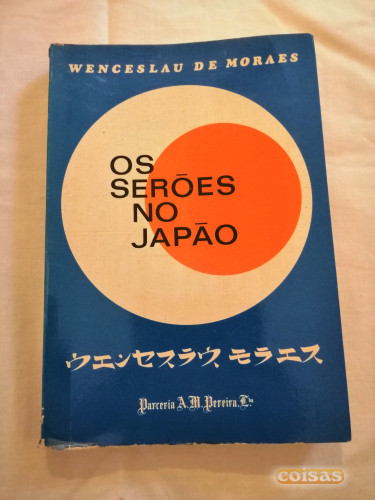 WENCESLAU DE MORAES
OS
SERÕES
NO
JAPÃO
ウエンセスラウ、モラエス
Parceria A. M. Pereira, L.da
coisas